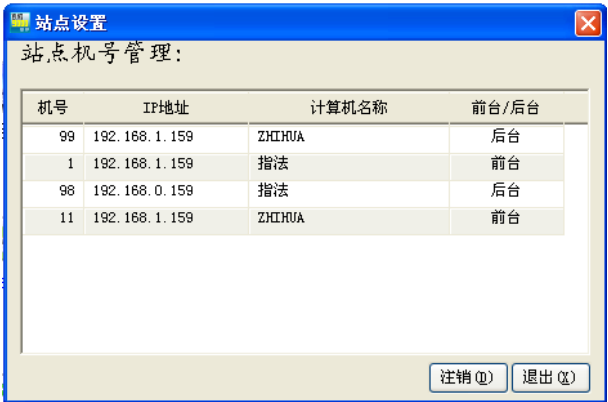 站点设置
站点机号管理:
机号 IP地址 计算机名称 前台/后台
99 192.168.1.159 ZHIHUA 后台
1 192.168.1.159 指法 前台
98 192.168.0.159 指法 后台
11 192.168.1.159 ZHIHUA 前台
注销(D) 退出(X)